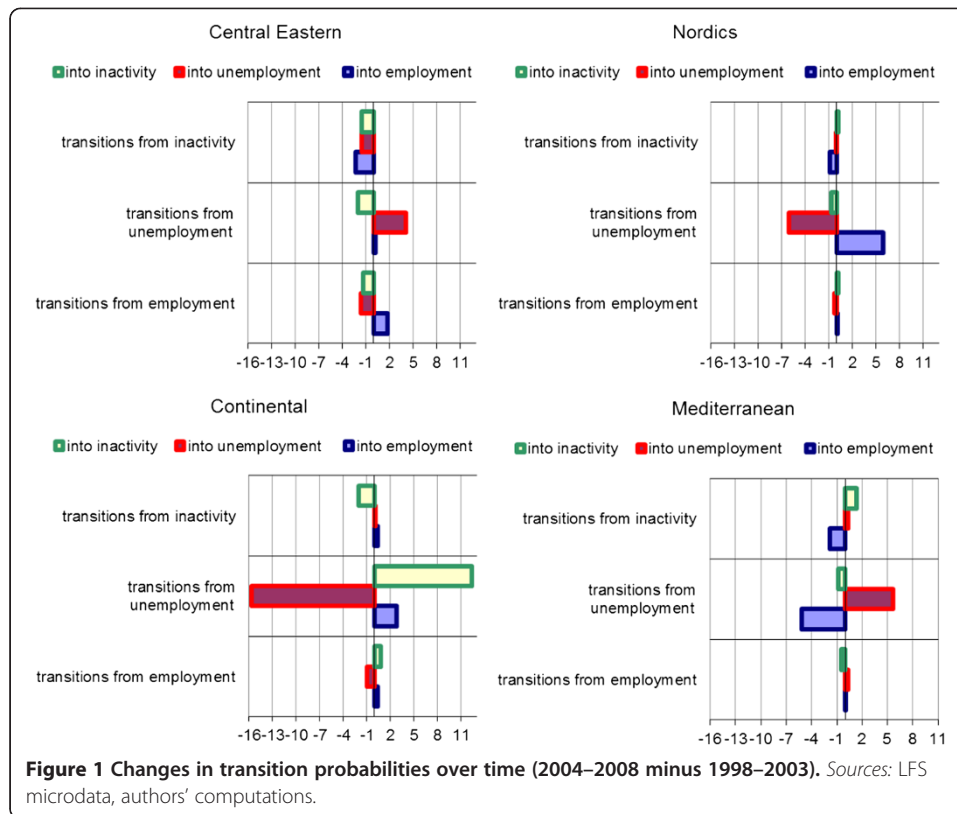 Central Eastern
into inactivity into unemployment into employment
transitions from inactivity
transitions from
unemployment
transitions from employment
-16 -13 -10 -7 -4 -1 2 5 8 11
Nordics
into inactivity into unemployment into employment
transitions from inactivity
transitions from
unemployment
transitions from employment
-16 -13 -10 -7 -4 -1 2 5 8 11
Continental
into inactivity into unemployment into employment
transitions from inactivity
transitions from
unemployment
transitions from employment
-16 -13 -10 -7 -4 -1 2 5 8 11
Mediterranean
into inactivity into unemployment into employment
transitions from inactivity
transitions from
unemployment
transitions from employment
-16 -13 -10 -7 -4 -1 2 5 8 11
Figure 1 Changes in transition probabilities over time (2004–2008 minus 1998–2003). Sources: LFS
microdata, authors’ computations.